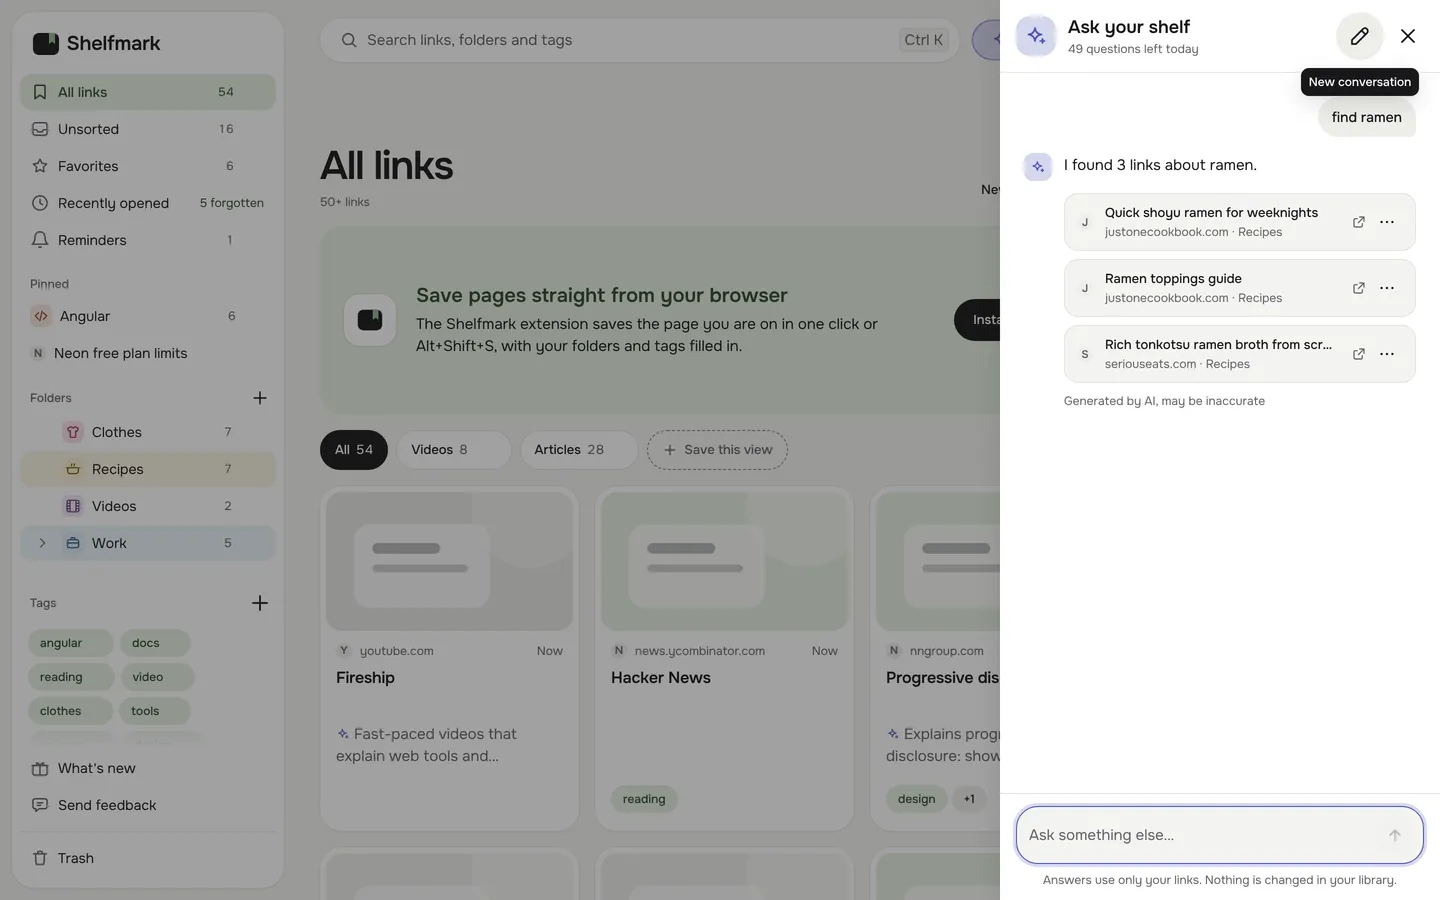 Shelfmark
All links 54
Unsorted 16
Favorites 6
Recently opened 5 forgotten
Reminders 1
Pinned
Angular 6
N Neon free plan limits
Folders
Clothes 7
Recipes 7
Videos 2
Work 5
Tags
angular docs
reading video
clothes tools
What's new
Send feedback
Trash
Search links, folders and tags Ctrl K
All links
50+ links
Save pages straight from your browser
The Shelfmark extension saves the page you are on in one click or
Alt+Shift+S, with your folders and tags filled in.
All 54 Videos 8 Articles 28 + Save this view
Y youtube.com Now
Fireship
Fast-paced videos that
explain web tools and...
N news.ycombinator.com Now
Hacker News
reading
N nngroup.com
Progressive dis
Explains prog
disclosure: show
design +1
Ask your shelf
49 questions left today
New conversation
find ramen
I found 3 links about ramen.
J Quick shoyu ramen for weeknights
justonecookbook.com · Recipes
J Ramen toppings guide
justonecookbook.com · Recipes
S Rich tonkotsu ramen broth from scr...
seriouseats.com · Recipes
Generated by AI, may be inaccurate
Ask something else...
Answers use only your links. Nothing is changed in your library.